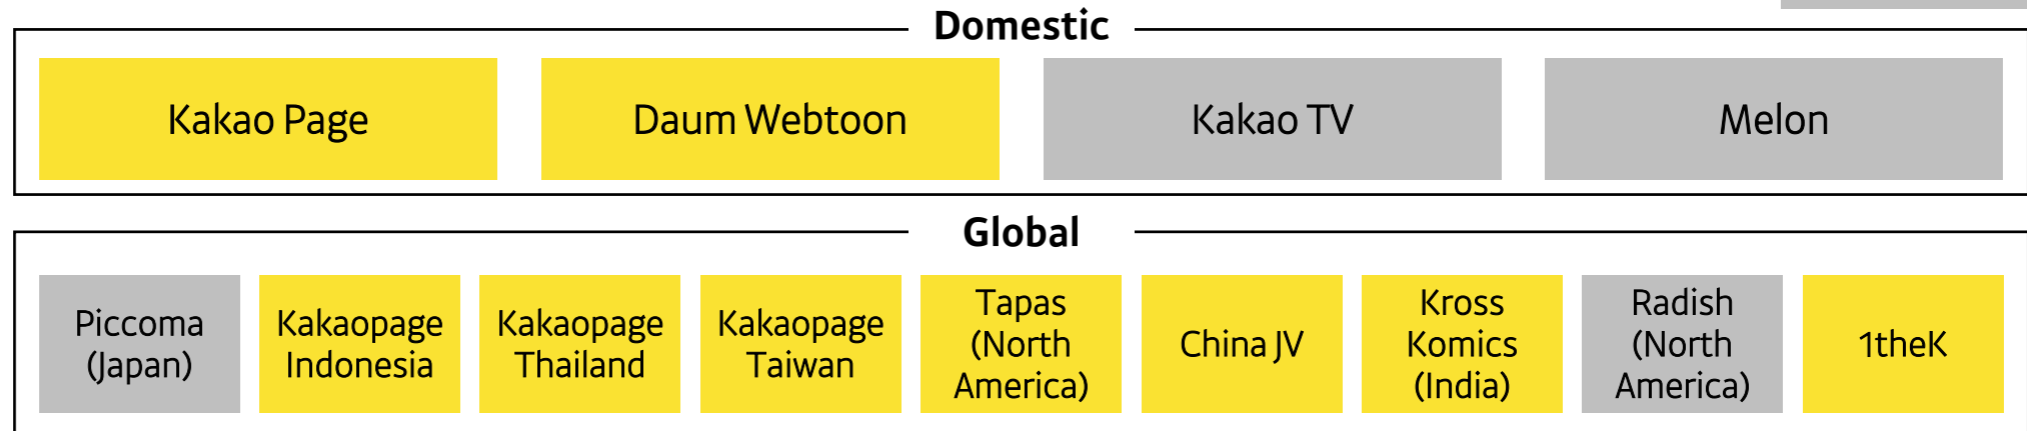 Domestic
Kakao Page
Daum Webtoon
Kakao TV
Melon
Global
Piccoma
(Japan)
Kakaopage
Indonesia
Kakaopage
Thailand
Kakaopage
Taiwan
Tapas
(North
America)
China JV
Kross
Komics
(India)
Radish
(North
America)
1theK